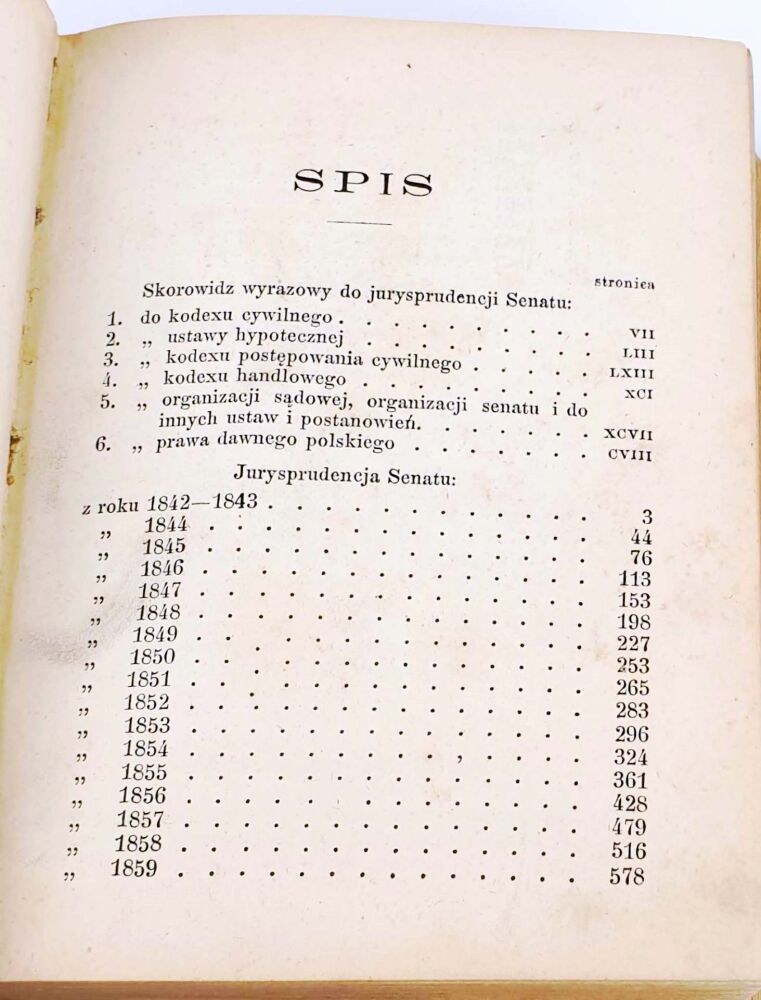 SPIS
stronica
Skorowidz wyrazowy do jurysprudencji Senatu:
1. do kodexu cywilnego . . . . . . . . . . VII
2. „ ustawy hypotecznej . . . . . . . . . LIII
3. „ kodexu postępowania cywilnego . . . . . LXIII
4. „ kodexu handlowego . . . . . . . . . XCI
5. „ organizacji sądowej, organizacji senatu i do
innych ustaw i postanowień. . . . . . . XCVII
6. „ prawa dawnego polskiego . . . . . . . CVIII
Jurysprudencja Senatu:
z roku 1842—1843 . . . . . . . . . . . . 3
„ 1844 . . . . . . . . . . . . . 44
„ 1845 . . . . . . . . . . . . . 76
„ 1846 . . . . . . . . . . . . . 113
„ 1847 . . . . . . . . . . . . . 153
„ 1848 . . . . . . . . . . . . . 198
„ 1849 . . . . . . . . . . . . . 227
„ 1850 . . . . . . . . . . . . . 253
„ 1851 . . . . . . . . . . . . . 265
„ 1852 . . . . . . . . . . . . . 283
„ 1853 . . . . . . . . . . . . . 296
„ 1854 . . . . . . . . . . . . . 324
„ 1855 . . . . . . . . . . . . . 361
„ 1856 . . . . . . . . . . . . . 428
„ 1857 . . . . . . . . . . . . . 479
„ 1858 . . . . . . . . . . . . . 516
„ 1859 . . . . . . . . . . . . . 578